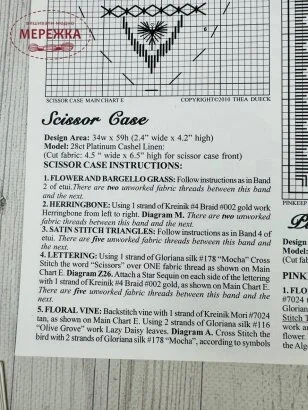 вишивати модно
МЕРЕЖКА
6
SCISSOR CASE MAIN CHART E COPYRIGHT©2010 THEA DUECK
Scissor Case
Design Area: 34w x 59h (2.4" wide x 4.2" high)
Model: 28ct Platinum Cashel Linen:
(Cut fabric: 4.5 " wide x 6.5" high for scissor case front)
SCISSOR CASE INSTRUCTIONS:
1. FLOWER AND BARGELLO GRASS: Follow instructions as in Band
2 of etui. There are two unworked fabric threads between this band
and the next.
2. HERRINGBONE: Using 1 strand of Kreinik #4 Braid #002 gold work
Herringbone from left to right. Diagram M. There are two unworked
fabric threads between this band and the next.
3. SATIN STITCH TRIANGLES: Follow instructions as in Band 4 of
etui. There are five unworked fabric threads between this band and
the next.
4. LETTERING: Using 1 strand of Gloriana silk #178 "Mocha" Cross
Stitch the word "Scissors" over ONE fabric thread as shown on Main
Chart E. Diagram Z26. Attach a Star Sequin on each side of the lettering
with 1 strand of Kreinik #4 Braid #002 gold, as shown on Main Chart E.
There are five unworked fabric threads between this band and the
next.
5. FLORAL VINE: Backstitch vine with 1 strand of Kreinik Mori #7024
tan, as shown on Main Chart E. Using 2 strands of Gloriana silk #116
"Olive Grove" work Lazy Daisy leaves. Diagram A. Cross Stitch the
bird with 2 strands of Gloriana silk #178 "Mocha", according to symbols
PINKEEP
Design
Model:
(Cut fab
PINK
1. FLO
#7024
Gloriana
Stitch
work a
flower,
the Alg